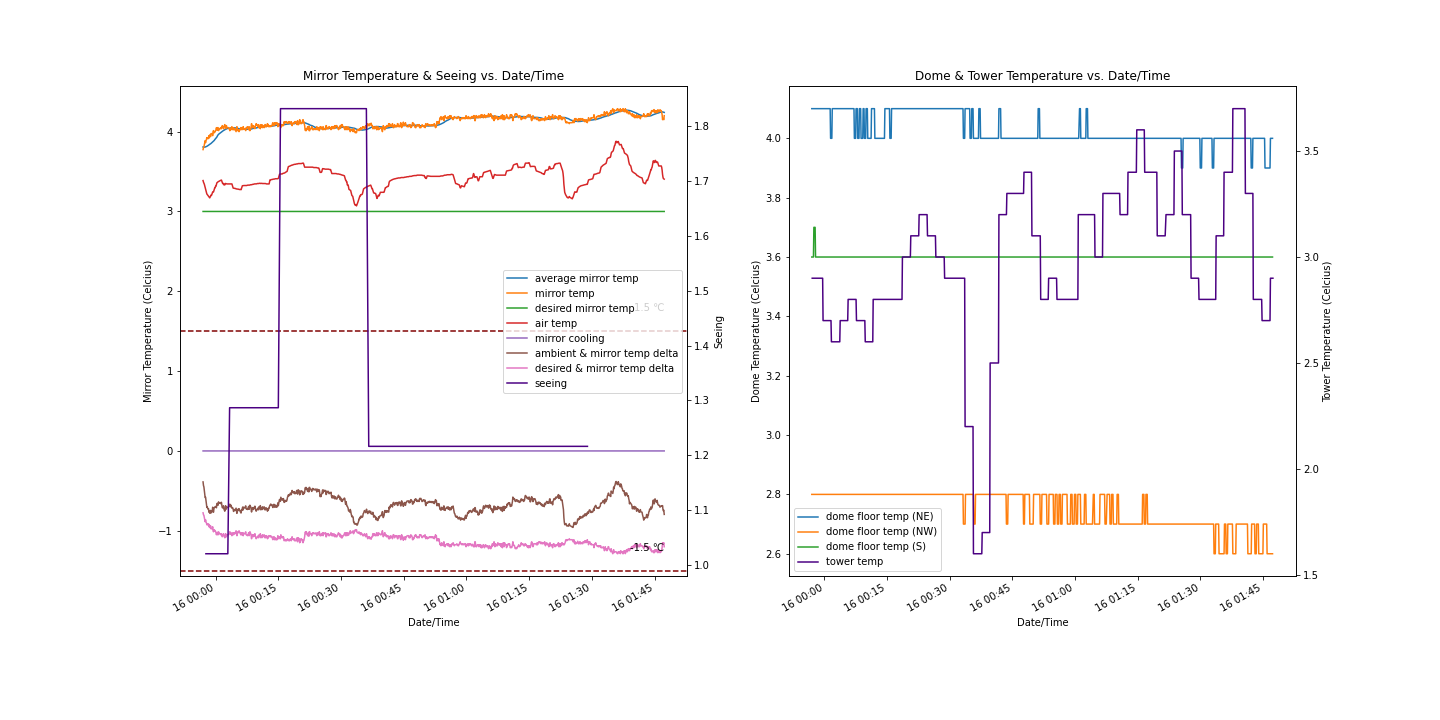 Mirror Temperature & Seeing vs. Date/Time
Mirror Temperature (Celcius)
4
3
2
1
0
−1
1.8
1.7
1.6
1.5
1.4
1.3
1.2
1.1
1.0
Seeing
average mirror temp
mirror temp
desired mirror temp
air temp
mirror cooling
ambient & mirror temp delta
desired & mirror temp delta
seeing
1.5 °C
-1.5 °C
16 00:00
16 00:15
16 00:30
16 00:45
16 01:00
16 01:15
16 01:30
16 01:45
Date/Time
Dome & Tower Temperature vs. Date/Time
Dome Temperature (Celcius)
4.0
3.8
3.6
3.4
3.2
3.0
2.8
2.6
3.5
3.0
2.5
2.0
1.5
Tower Temperature (Celcius)
dome floor temp (NE)
dome floor temp (NW)
dome floor temp (S)
tower temp
16 00:00
16 00:15
16 00:30
16 00:45
16 01:00
16 01:15
16 01:30
16 01:45
Date/Time